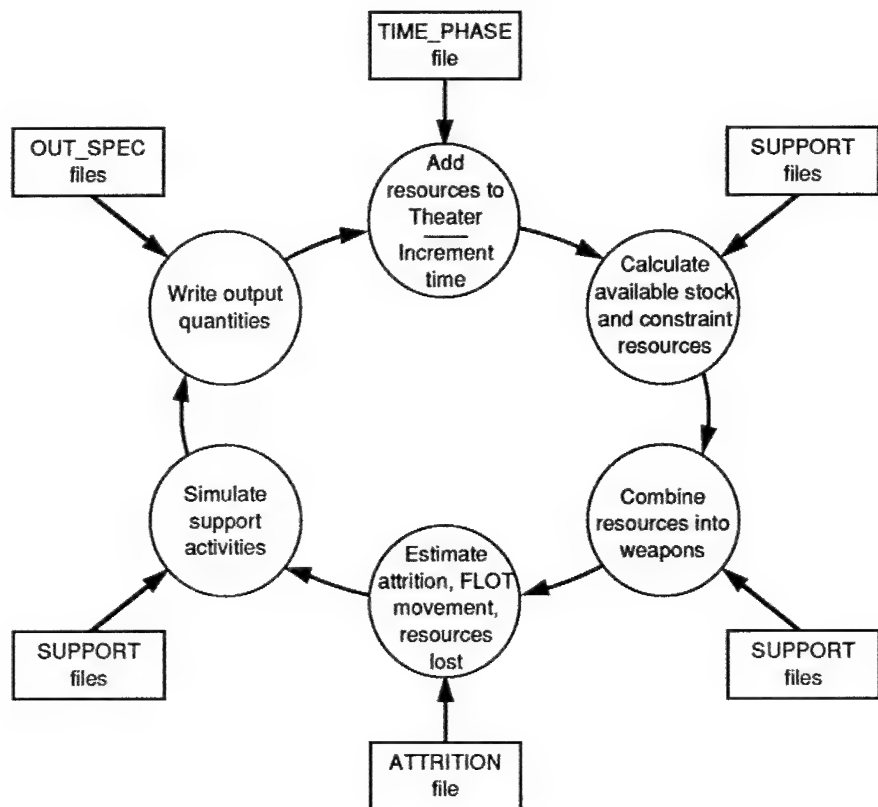 TIME_PHASE
file
OUT_SPEC
files
SUPPORT
files
Add
resources to
Theater
Increment
time
Write output
quantities
Calculate
available stock
and constraint
resources
Simulate
support
activities
Combine
resources into
weapons
Estimate
attrition, FLOT
movement,
resources
lost
SUPPORT
files
SUPPORT
files
ATTRITION
file